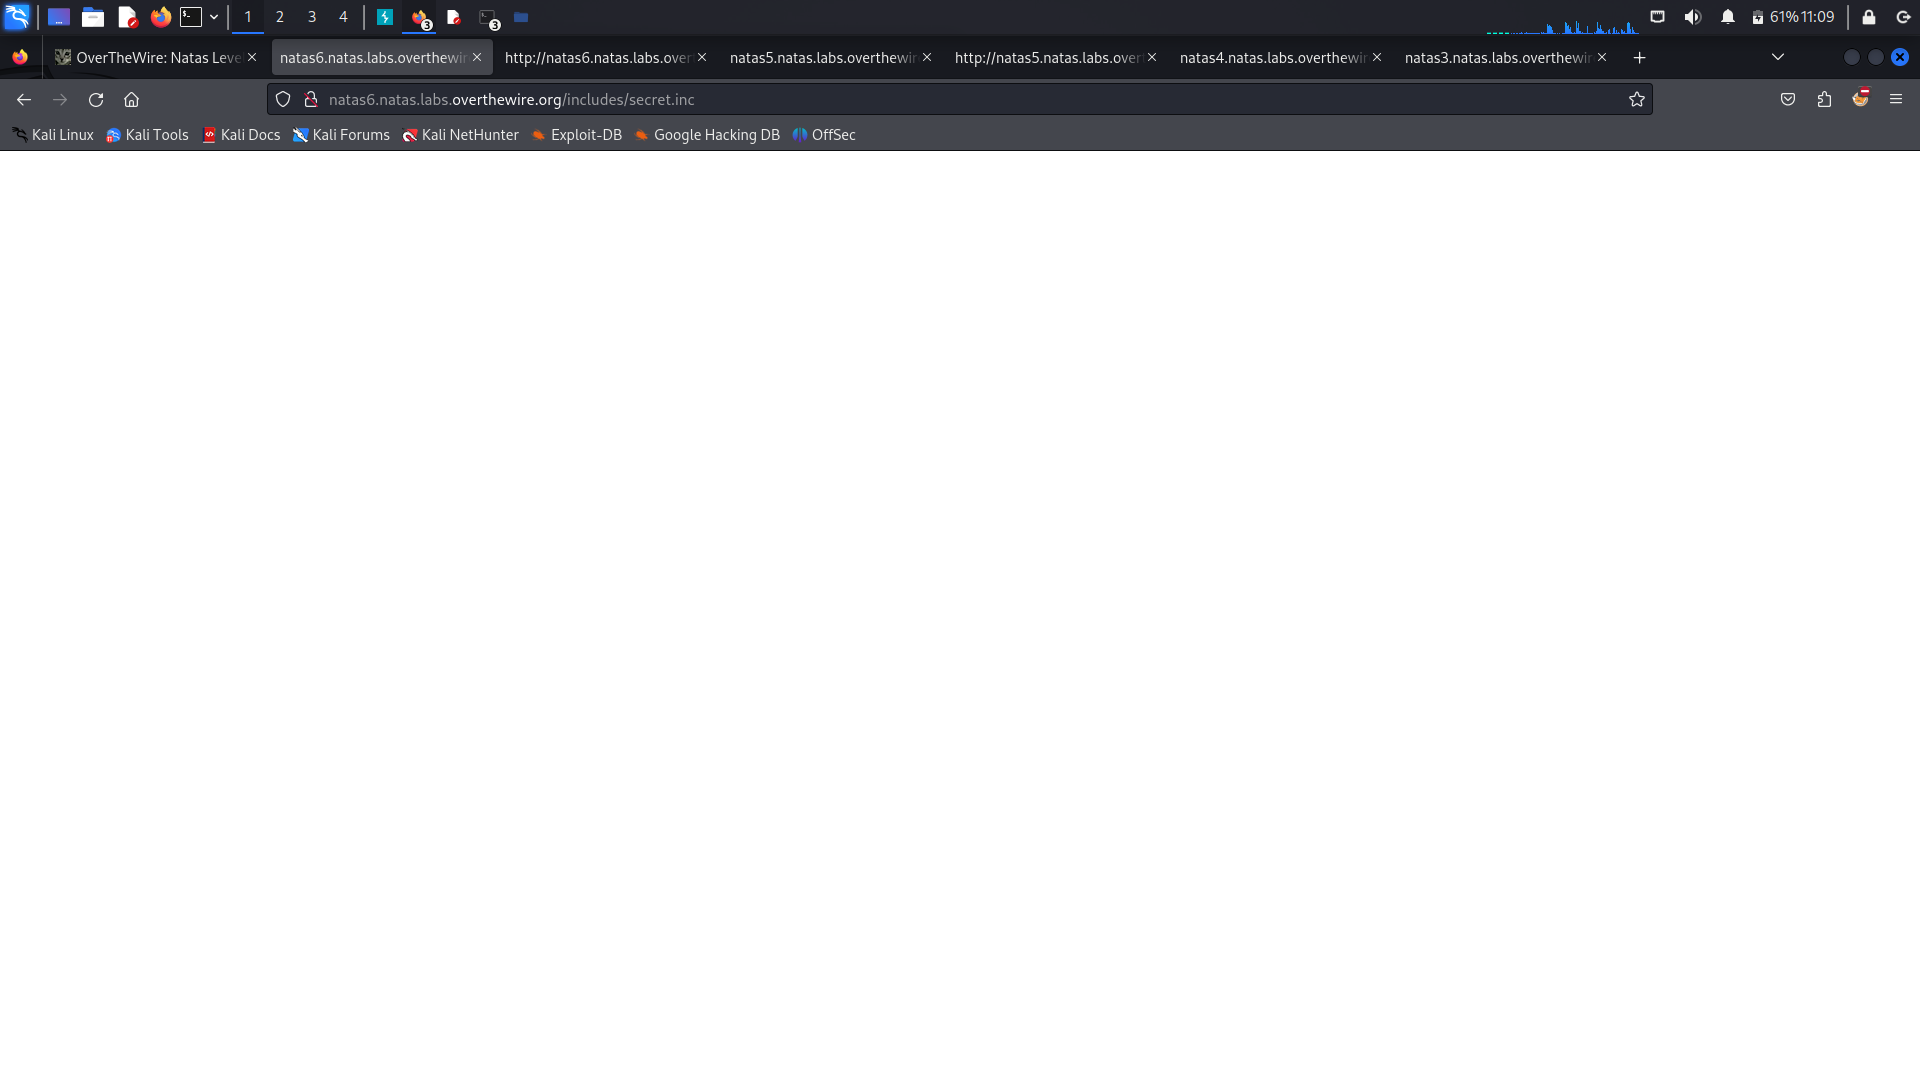 1 2 3 4 3 3 61% 11:09
OverTheWire: Natas Leve natas6.natas.labs.overthewir http://natas6.natas.labs.over natas5.natas.labs.overthewir http://natas5.natas.labs.overt natas4.natas.labs.overthewir natas3.natas.labs.overthewir
natas6.natas.labs.overthewire.org/includes/secret.inc
Kali Linux Kali Tools Kali Docs Kali Forums Kali NetHunter Exploit-DB Google Hacking DB OffSec